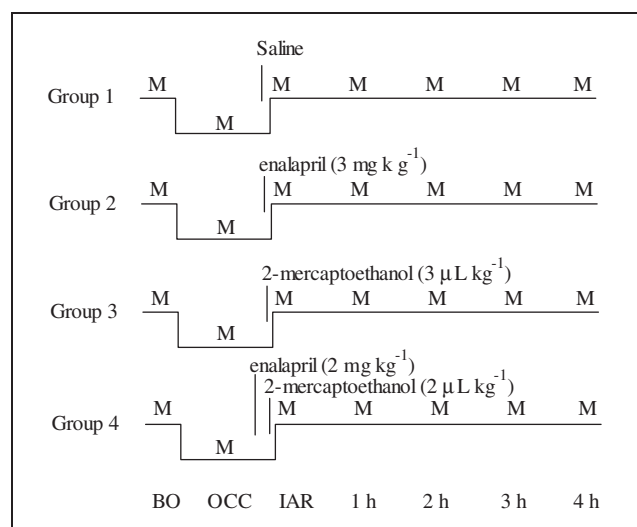 Saline
M M M M M M
Group 1
M
enalapril (3 mg k g⁻¹)
M M M M M M
Group 2
M
2-mercaptoethanol (3 μL kg⁻¹)
M M M M M M
Group 3
M
enalapril (2 mg kg⁻¹)
2-mercaptoethanol (2 μL kg⁻¹)
M M M M M M
Group 4
M
BO OCC IAR 1 h 2 h 3 h 4 h